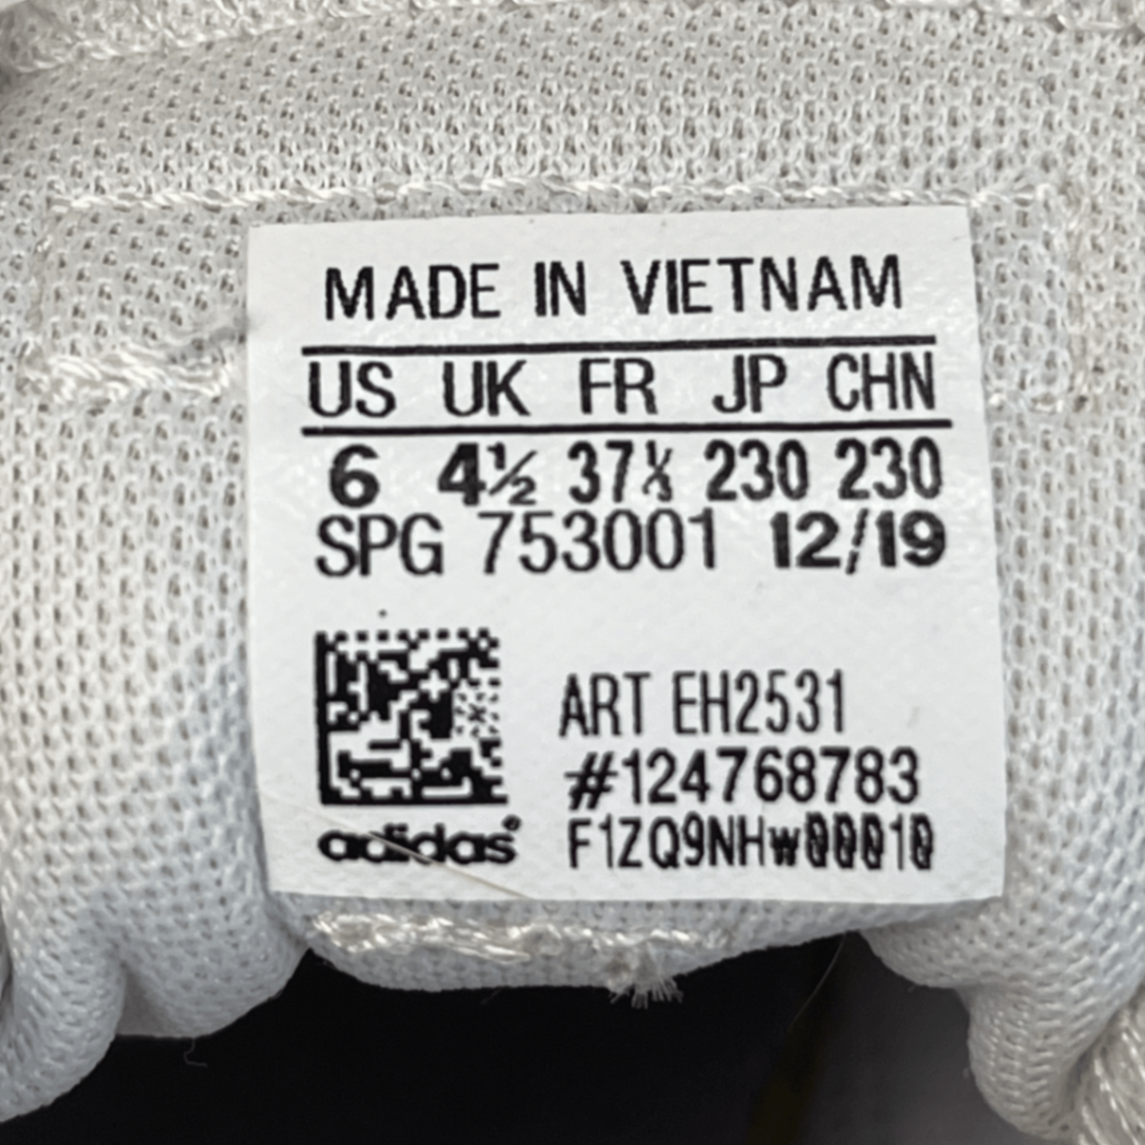 MADE IN VIETNAM
US UK FR JP CHN
6 4½ 37⅓ 230 230
SPG 753001 12/19
ART EH2531
#124768783
adidas® F1ZQ9NHw00010